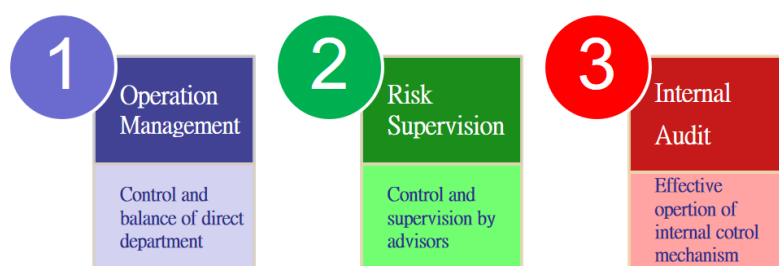 1
Operation
Management
Control and
balance of direct
department
2
Risk
Supervision
Control and
supervision by
advisors
3
Internal
Audit
Effective
opertion of
internal cotrol
mechanism